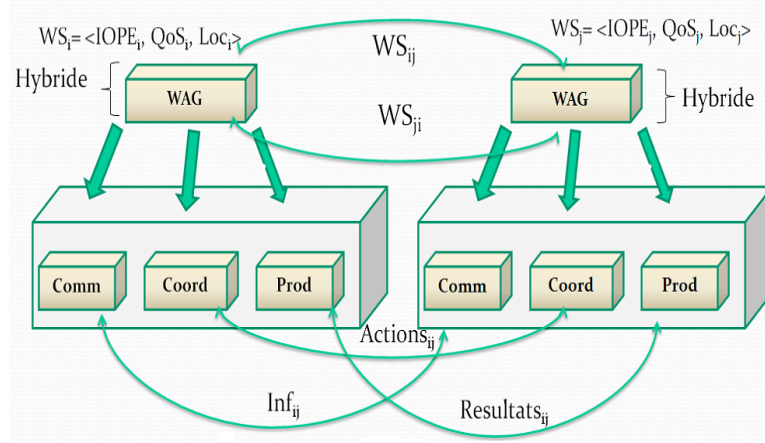 WSi= <IOPEi, QoSi, Loci>
WSj= <IOPEj, QoSj, Locj>
WSij
Hybride
WAG
WAG
Hybride
WSji
Comm
Coord
Prod
Comm
Coord
Prod
Actionsij
Infij
Resultatsij